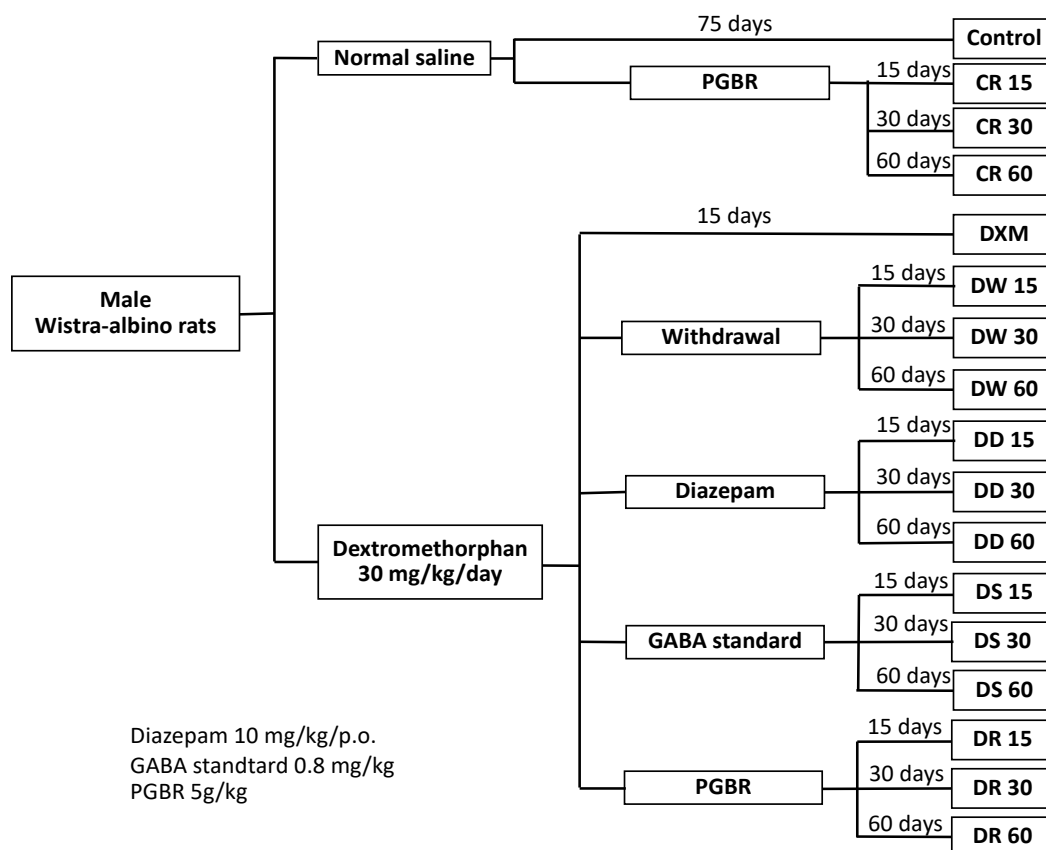 75 days
Control
Normal saline
15 days
PGBR
CR 15
30 days
CR 30
60 days
CR 60
15 days
DXM
Male
Wistra-albino rats
15 days
DW 15
Withdrawal
30 days
DW 30
60 days
DW 60
15 days
DD 15
Diazepam
30 days
DD 30
60 days
DD 60
Dextromethorphan
30 mg/kg/day
15 days
DS 15
GABA standard
30 days
DS 30
60 days
DS 60
15 days
DR 15
PGBR
30 days
DR 30
60 days
DR 60
Diazepam 10 mg/kg/p.o.
GABA standtard 0.8 mg/kg
PGBR 5g/kg